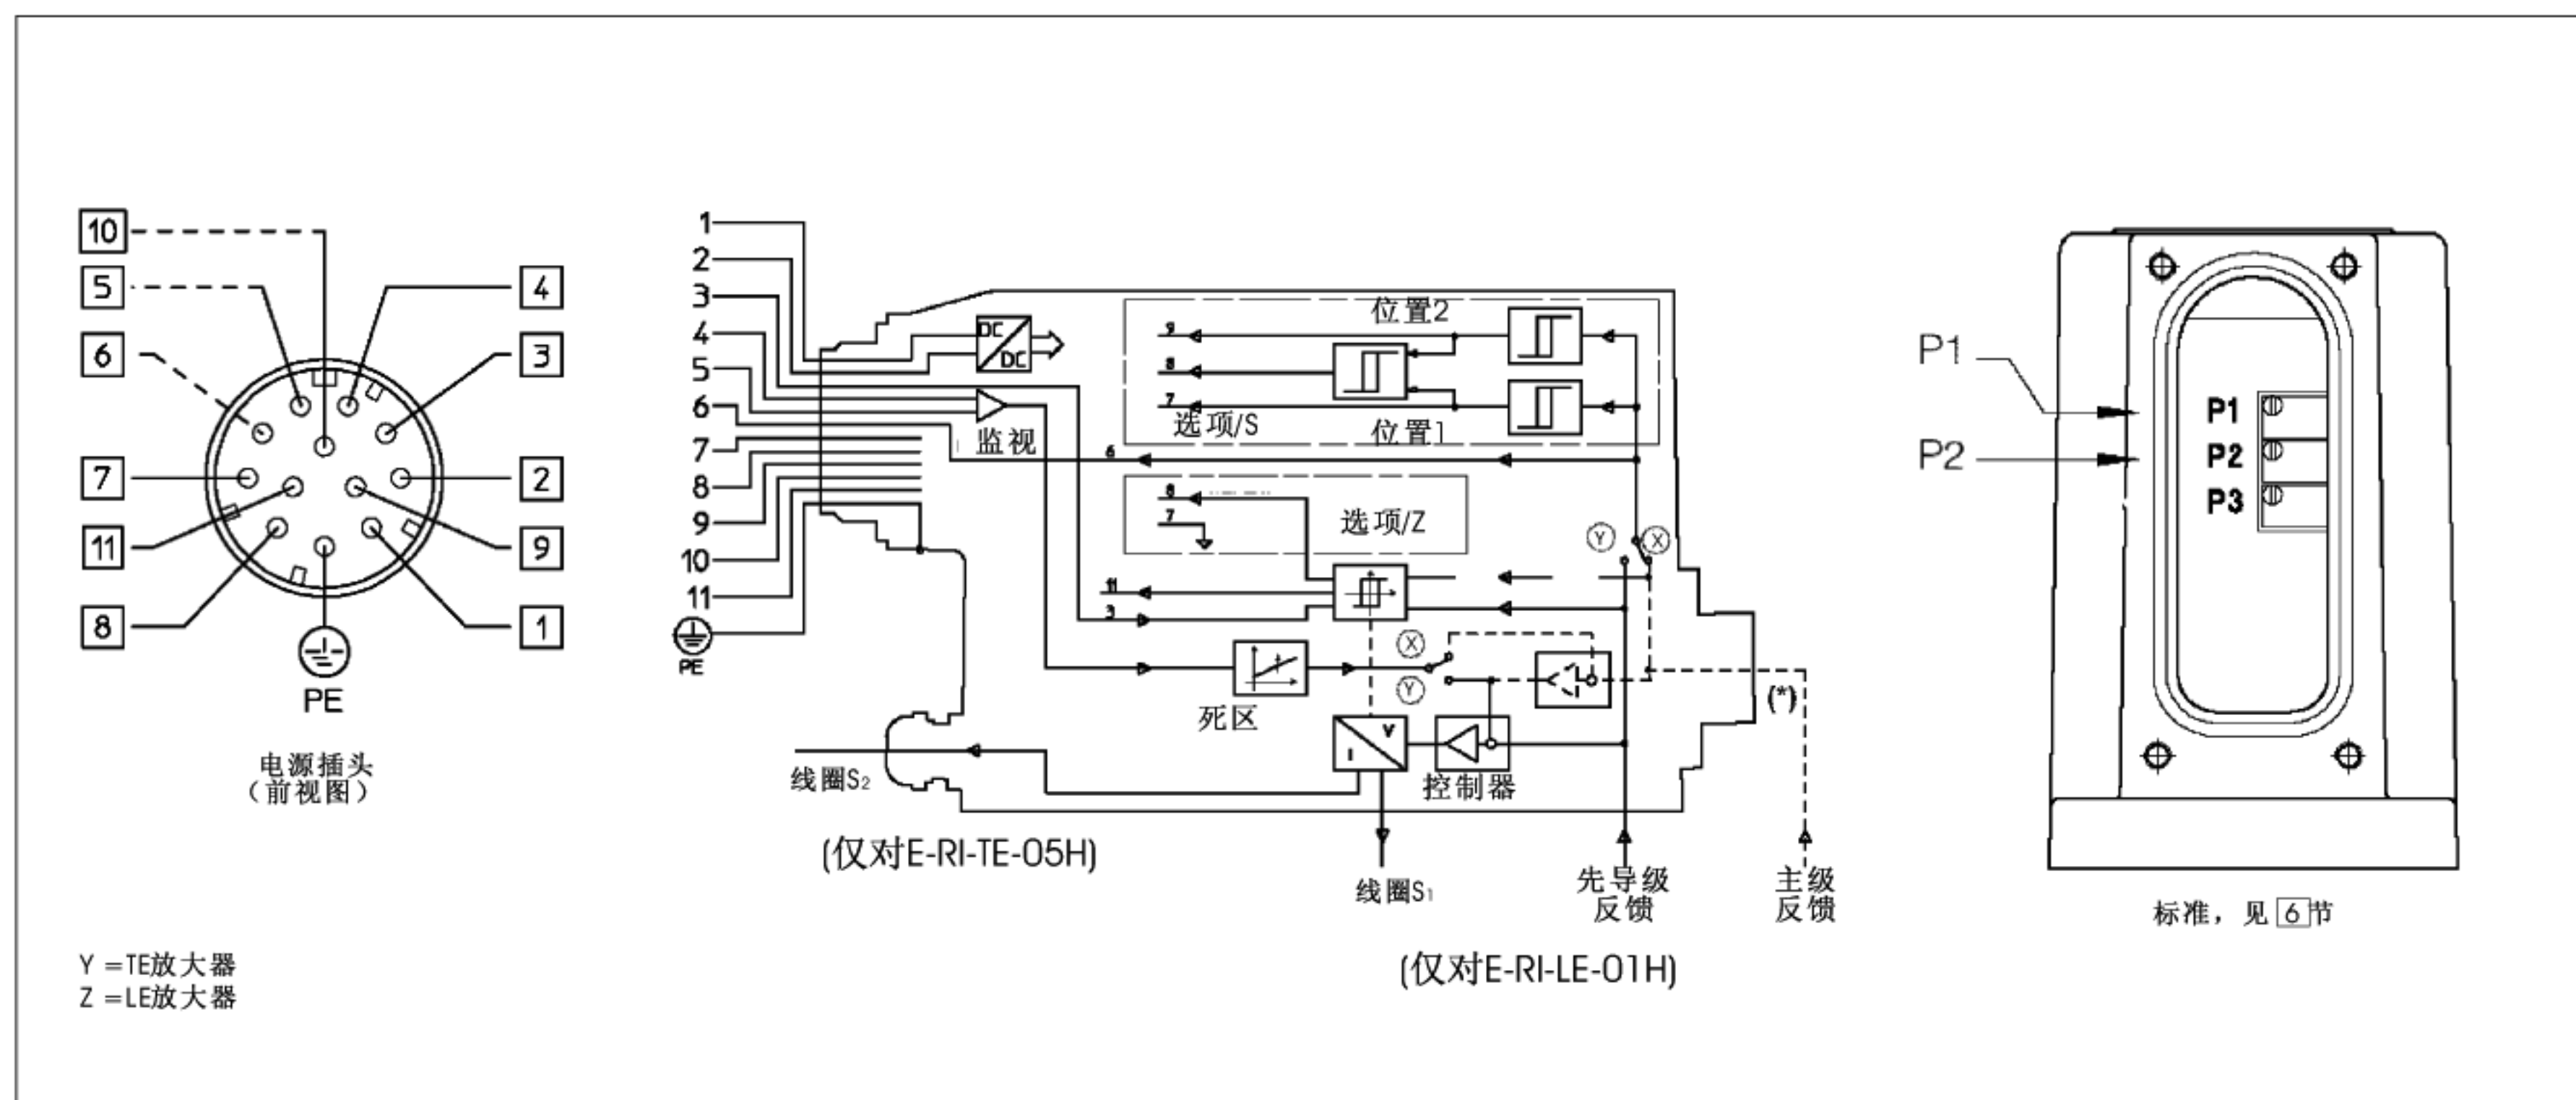 10
5
6
7
11
8
4
3
2
9
1
PE
电源插头
（前视图）
Y =TE放大器
Z =LE放大器
1
2
3
4
5
6
7
8
9
10
11
PE
DC
DC
监视
位置2
9
8
7
选项/S
位置1
6
8
7
选项/Z
11
3
Y
X
X
Y
死区
(*)
V
I
控制器
线圈S2
线圈S1
(仅对E-RI-TE-05H)
先导级
反馈
主级
反馈
(仅对E-RI-LE-01H)
P1
P2
P1
P2
P3
标准，见 6 节